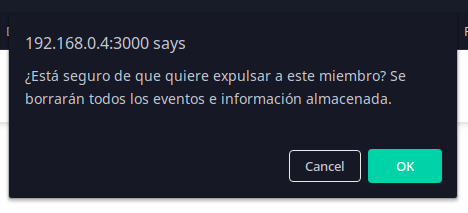 192.168.0.4:3000 says
¿Está seguro de que quiere expulsar a este miembro? Se
borrarán todos los eventos e información almacenada.
Cancel
OK